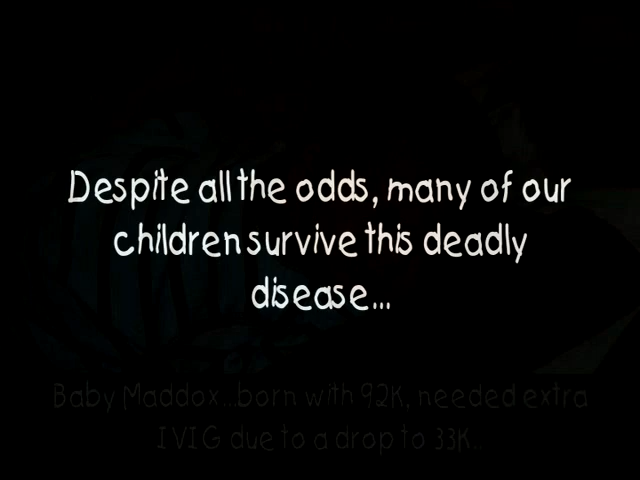 Despite all the odds, many of our
children survive this deadly
disease...
Baby Maddox...born with 92K, needed extra
IVIG due to a drop to 33K..